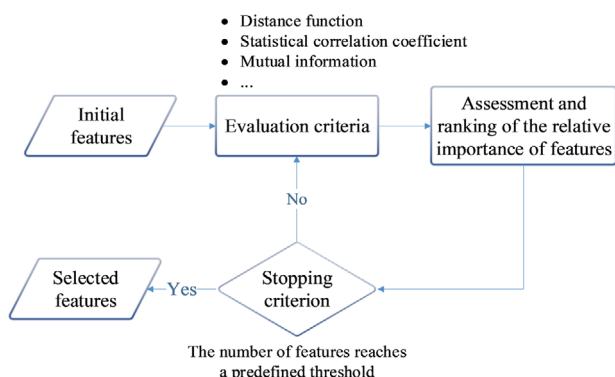 • Distance function
• Statistical correlation coefficient
• Mutual information
• ...
Initial
features
Evaluation criteria
Assessment and
ranking of the relative
importance of features
No
Selected
features
Yes
Stopping
criterion
The number of features reaches
a predefined threshold